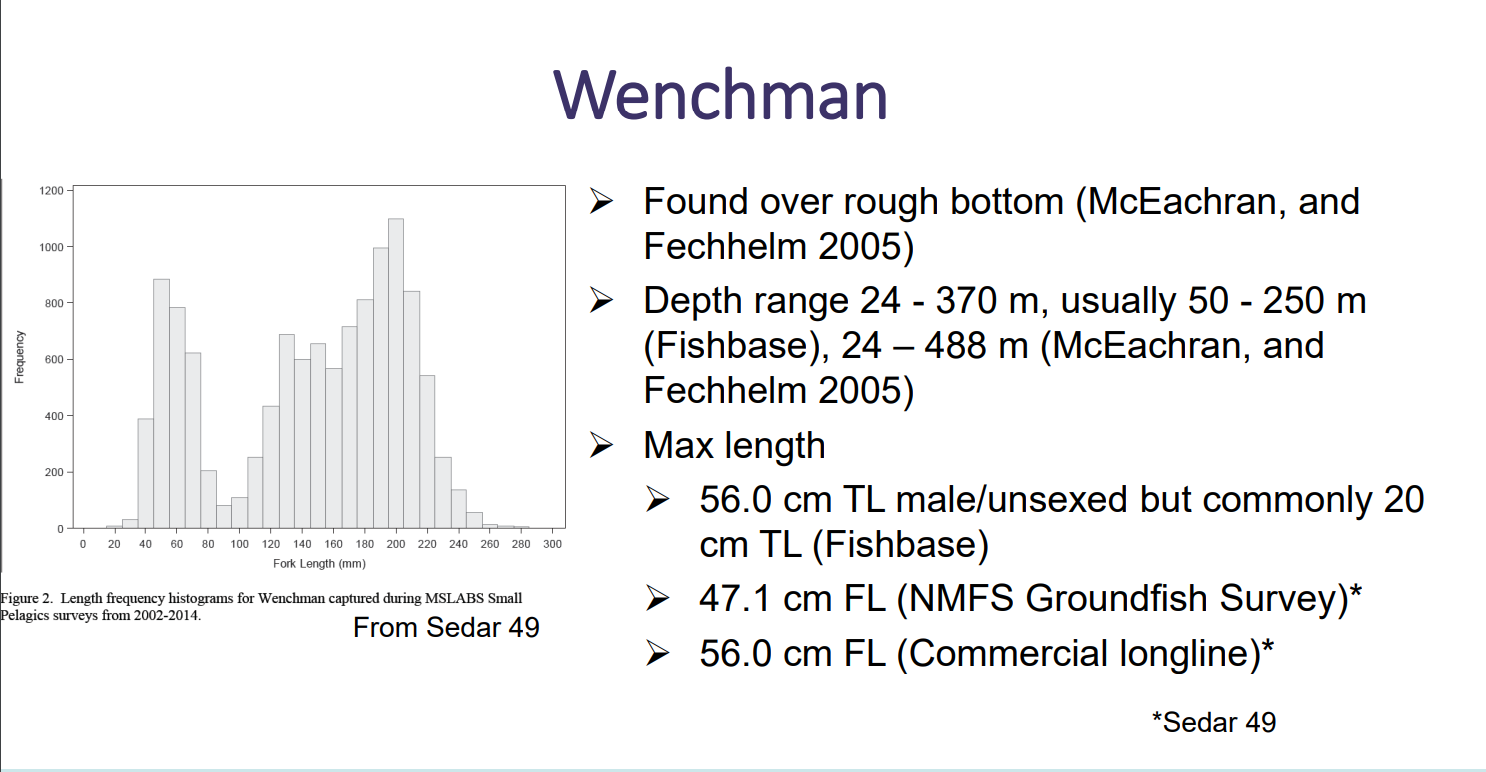 Wenchman
1200
1000
800
600
400
200
0
Frequency
0 20 40 60 80 100 120 140 160 180 200 220 240 260 280 300
Fork Length (mm)
Figure 2.  Length frequency histograms for Wenchman captured during MSLABS Small
Pelagics surveys from 2002-2014.
From Sedar 49
➢ Found over rough bottom (McEachran, and
Fechhelm 2005)
➢ Depth range 24 - 370 m, usually 50 - 250 m
(Fishbase), 24 – 488 m (McEachran, and
Fechhelm 2005)
➢ Max length
➢ 56.0 cm TL male/unsexed but commonly 20
cm TL (Fishbase)
➢ 47.1 cm FL (NMFS Groundfish Survey)*
➢ 56.0 cm FL (Commercial longline)*
*Sedar 49